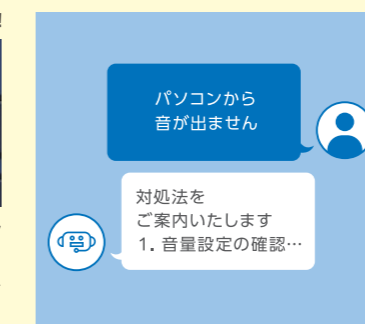 パソコンから
音が出ません
対処法を
ご案内いたします
1. 音量設定の確認…